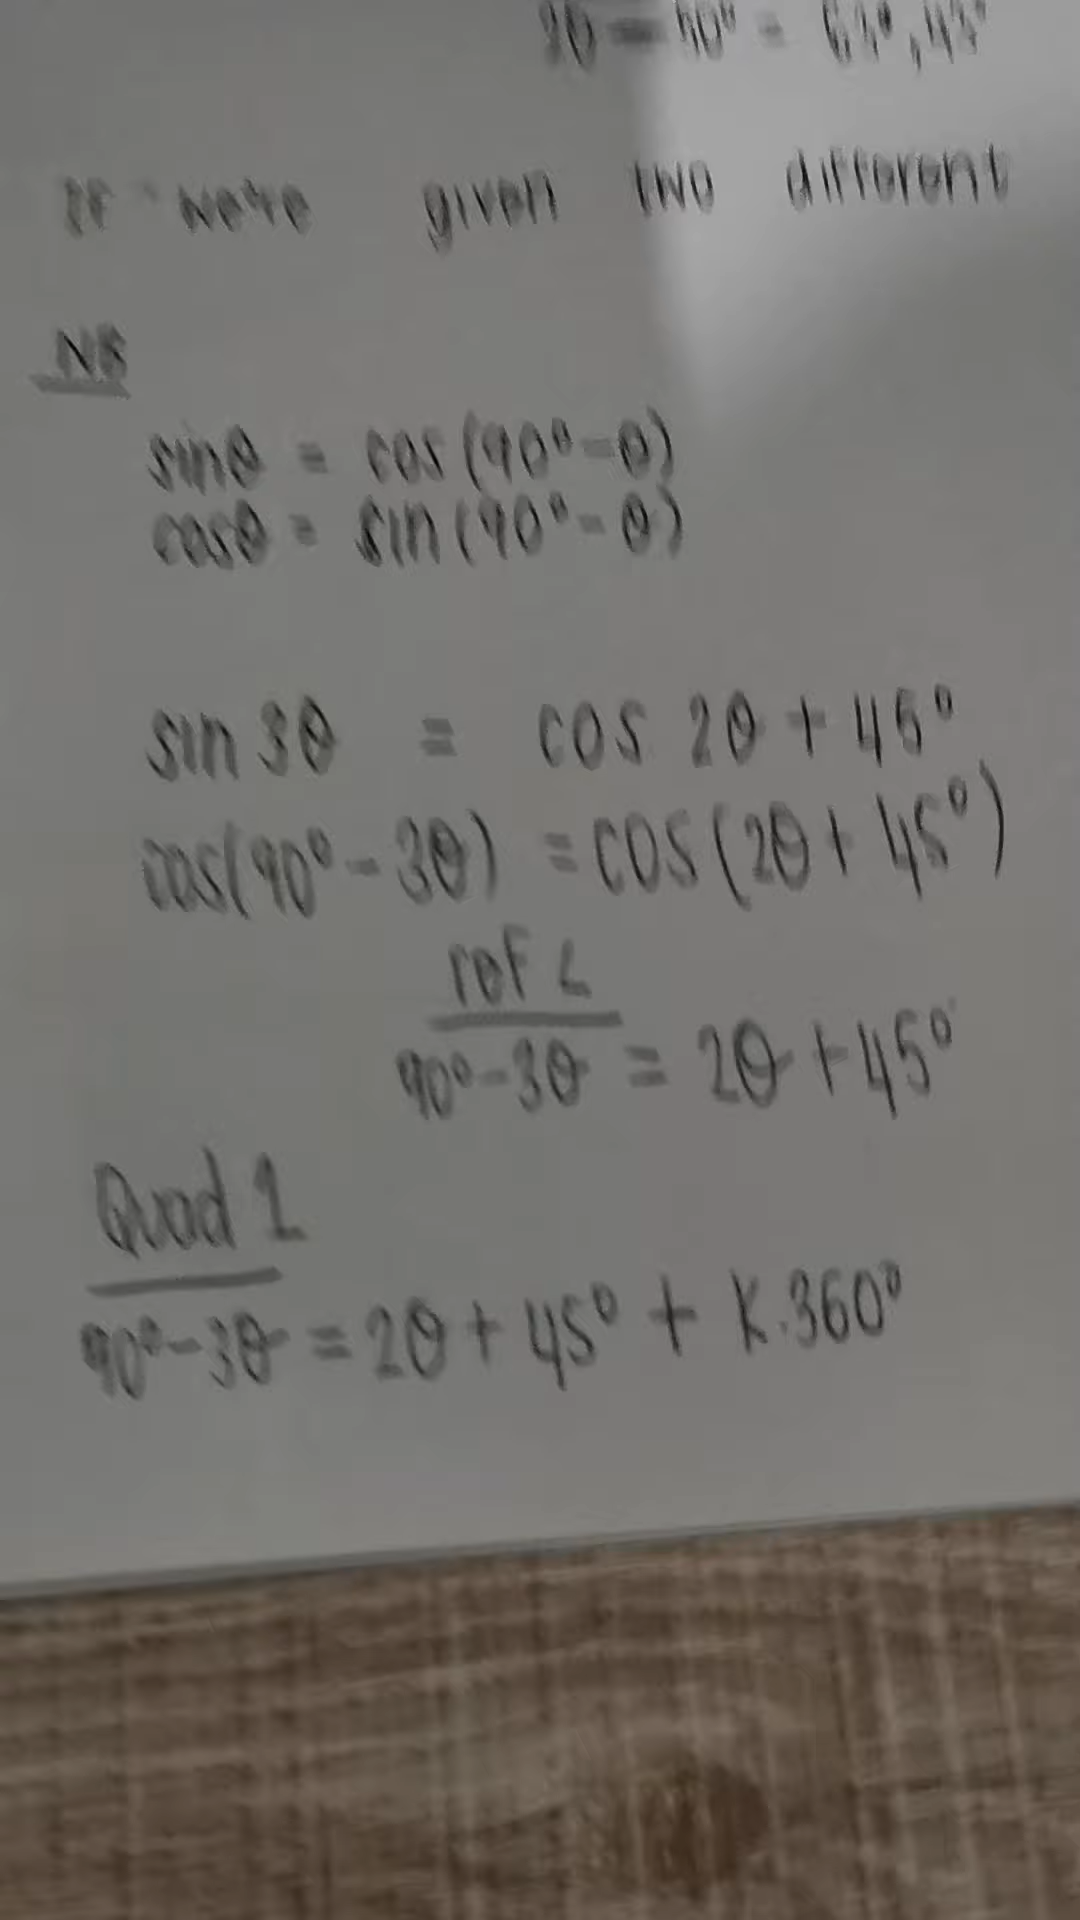 If we're given two different
NB
sinθ = cos(90° - θ)
cosθ = sin(90° - θ)
sin 3θ = cos 2θ + 45°
cos(90° - 3θ) = cos(2θ + 45°)
ref ∠
90° - 3θ = 2θ + 45°
Quad 1
90° - 3θ = 2θ + 45° + K.360°